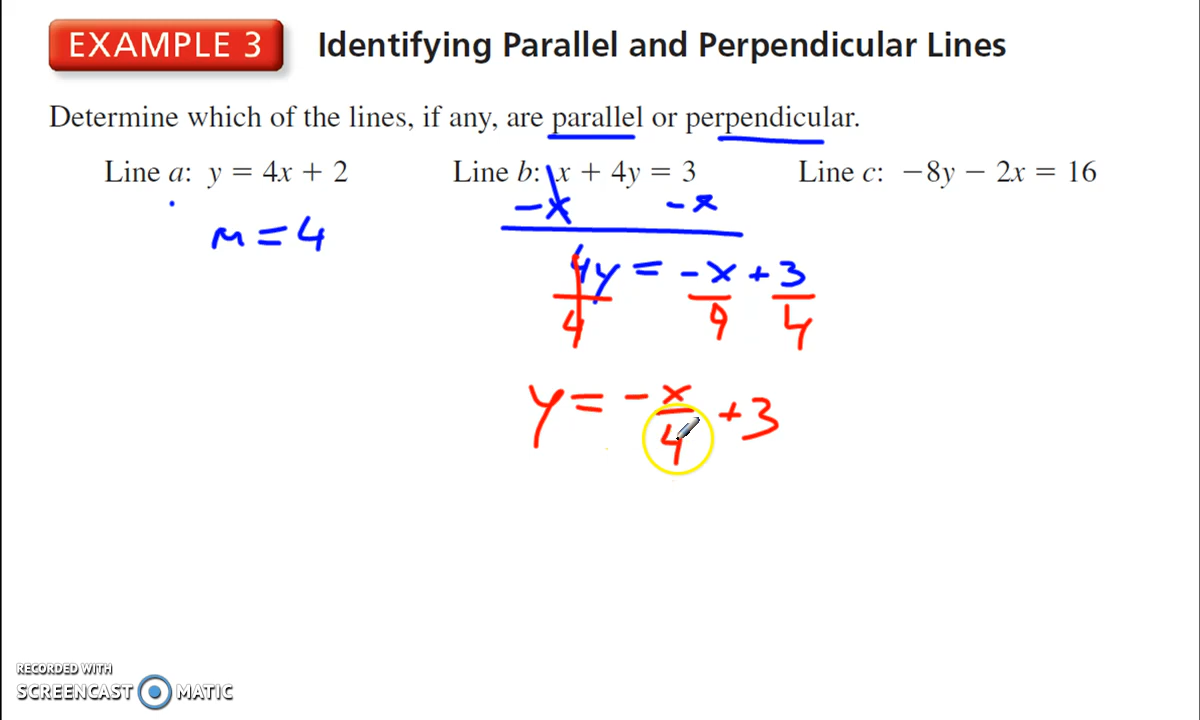 EXAMPLE 3 Identifying Parallel and Perpendicular Lines
Determine which of the lines, if any, are parallel or perpendicular.
Line a: y = 4x + 2 Line b: x + 4y = 3 Line c: −8y − 2x = 16
-x -x
m = 4
4y = -x + 3
4 4 4
y = -x/4 + 3
RECORDED WITH
SCREENCAST MATIC